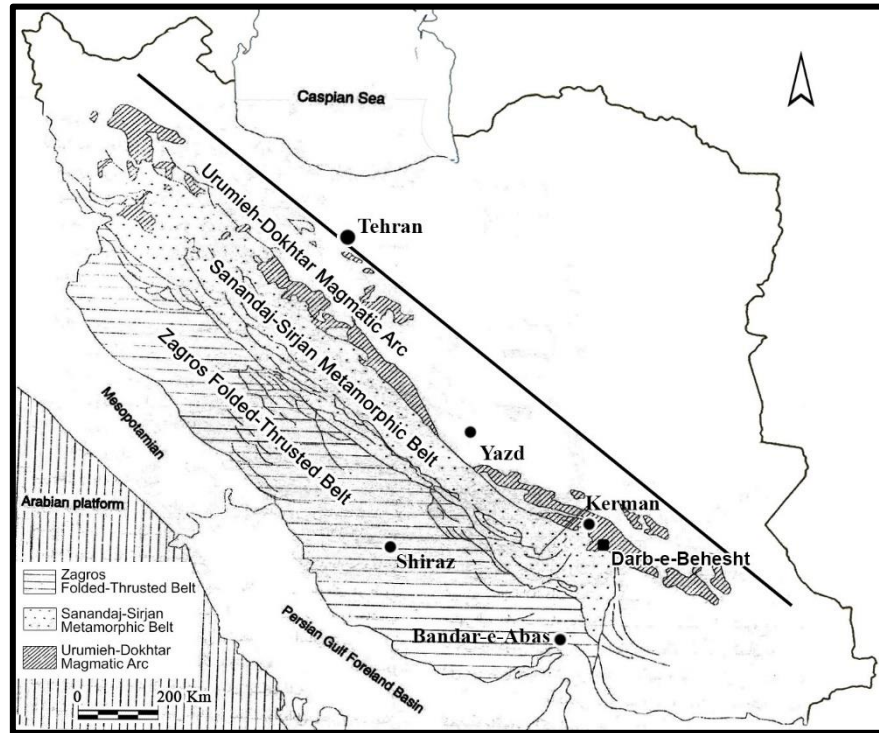 Caspian Sea
Tehran
Urumieh-Dokhtar Magmatic Arc
Sanandaj-Sirjan Metamorphic Belt
Zagros Folded-Thrusted Belt
Mesopotamian
Yazd
Arabian platform
Kerman
Darb-e-Behesht
Shiraz
Bandar-e-Abas
Persian Gulf Foreland Basin
Zagros
Folded-Thrusted Belt
Sanandaj-Sirjan
Metamorphic Belt
Urumieh-Dokhtar
Magmatic Arc
0 200 Km